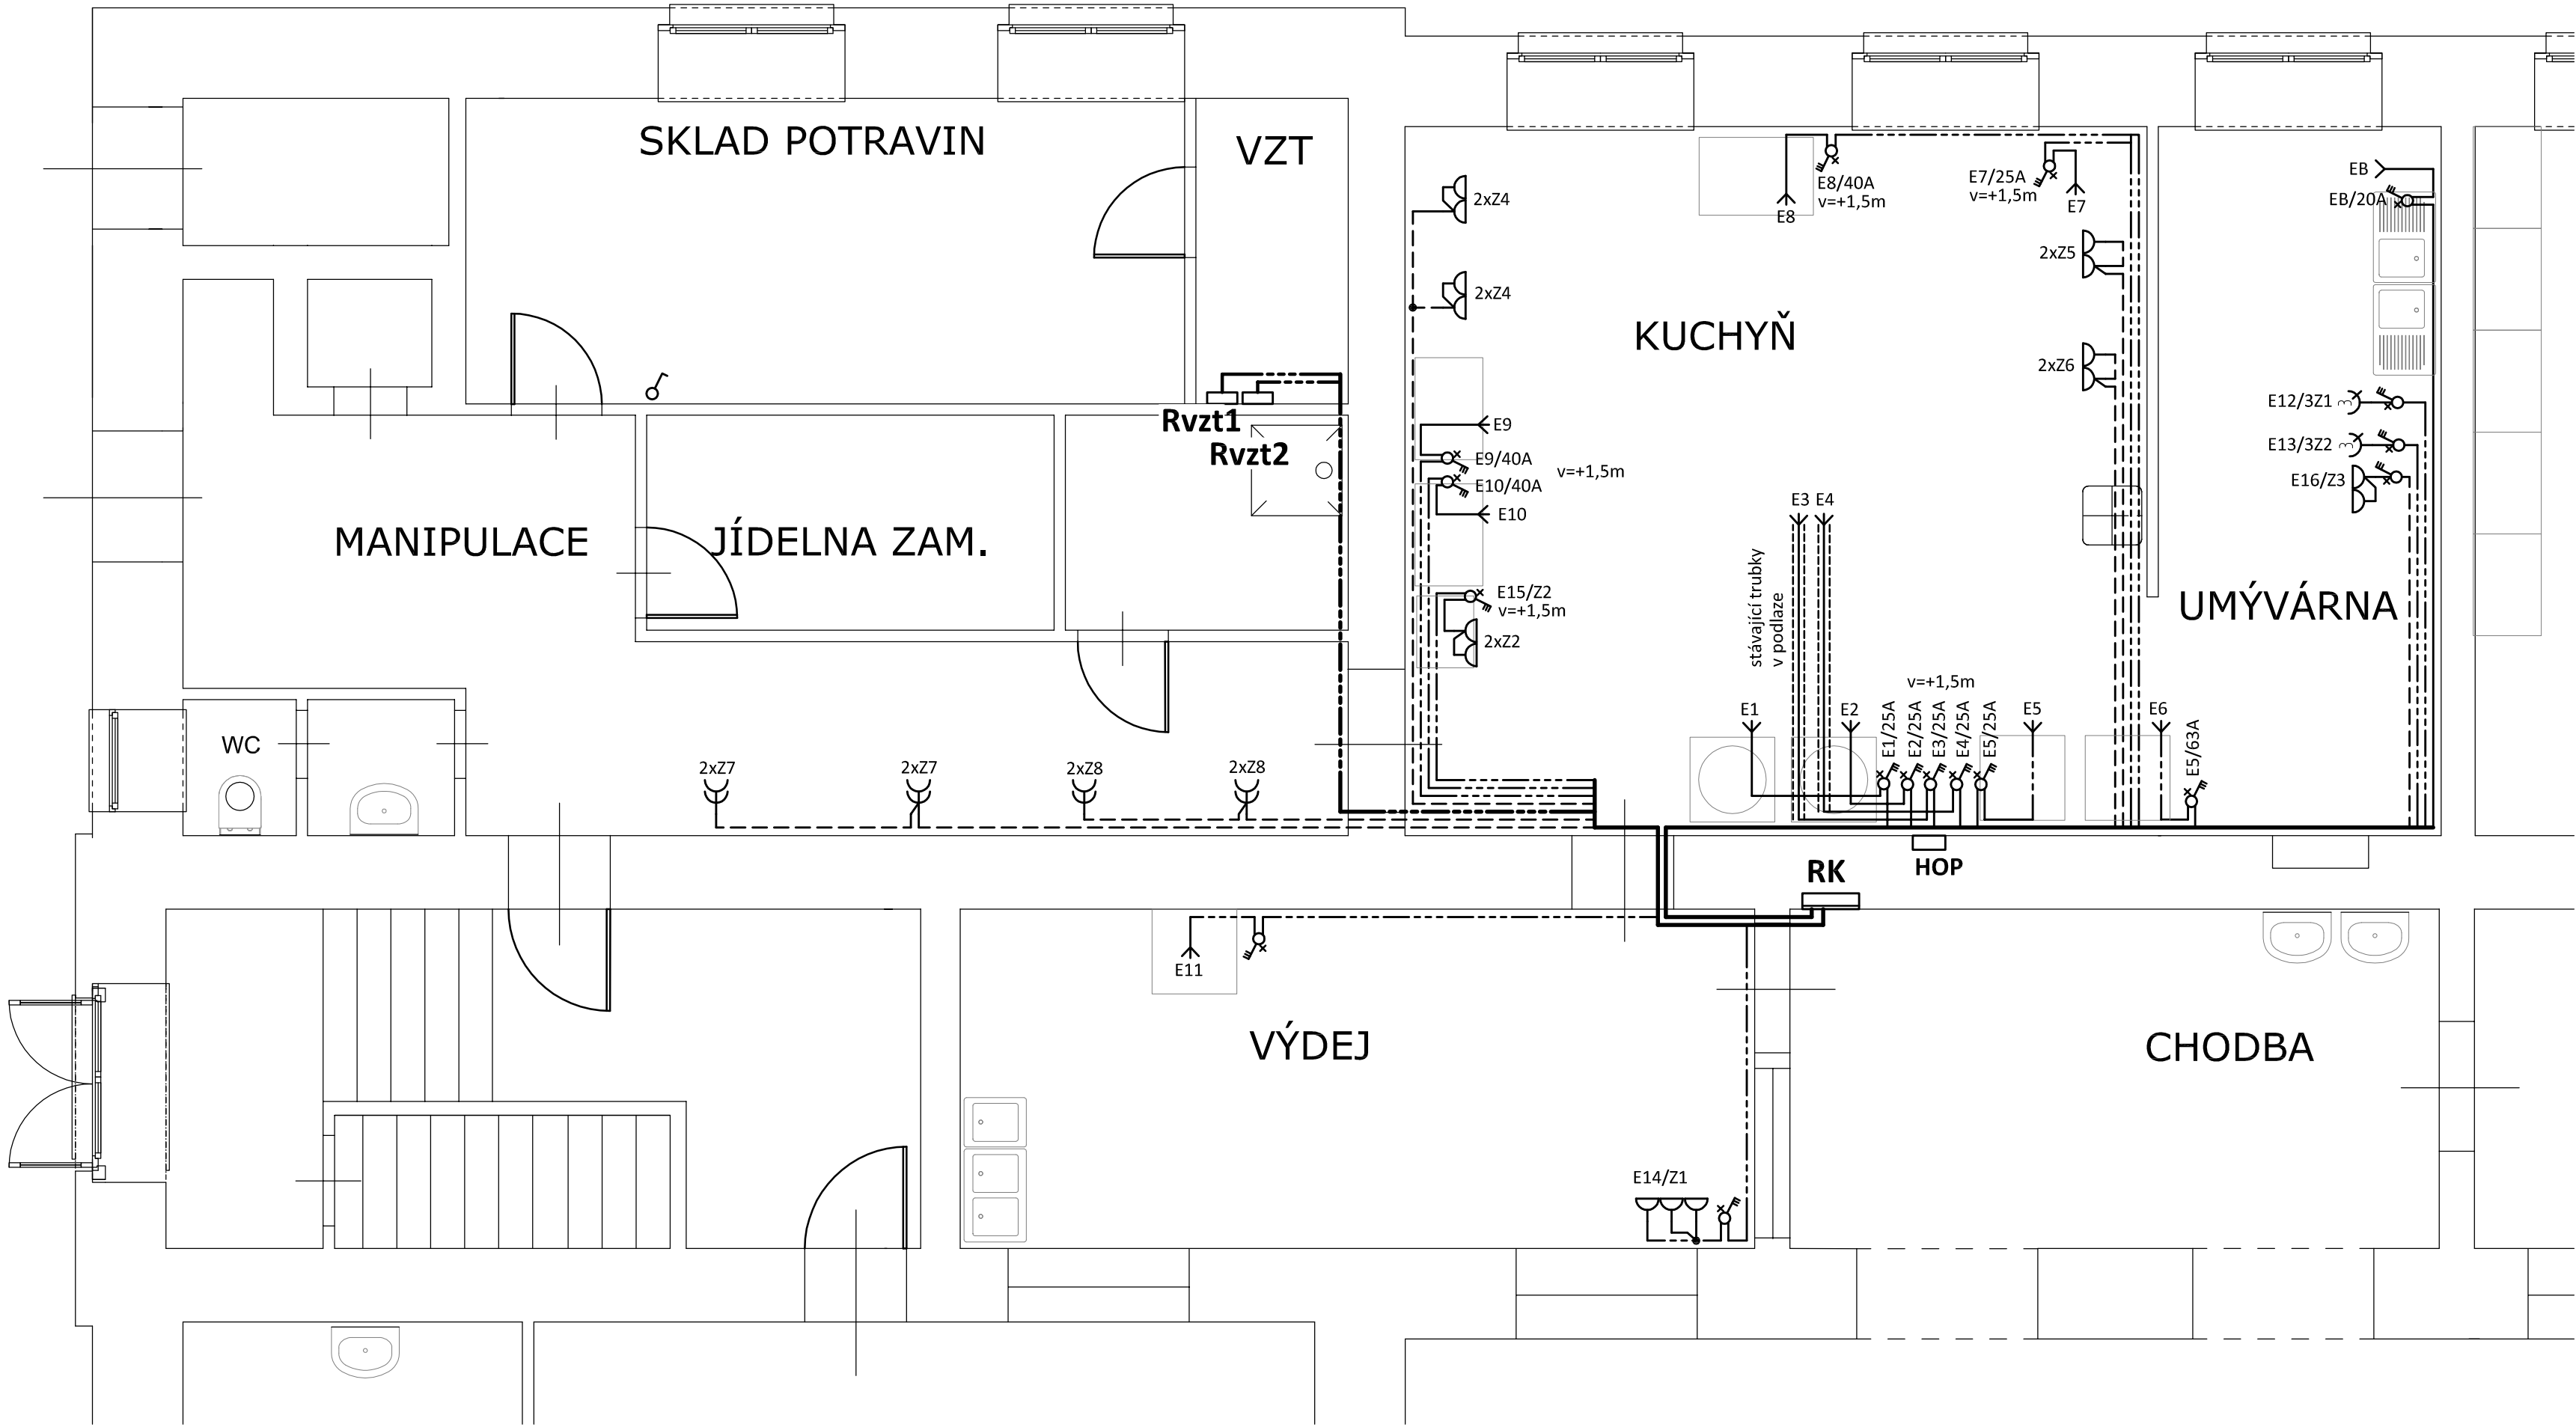 SKLAD POTRAVIN
VZT
2xZ4
2xZ4
E8/40A
v=+1,5m
E8
E7/25A
v=+1,5m
E7
2xZ5
2xZ6
KUCHYŇ
EB
EB/20A
E12/3Z1
E13/3Z2
E16/Z3
Rvzt1
Rvzt2
E9
E9/40A
v=+1,5m
E10/40A
E10
E15/Z2
v=+1,5m
2xZ2
E3
E4
stávající trubky
v podlaze
MANIPULACE
JÍDELNA ZAM.
UMÝVÁRNA
WC
2xZ7
2xZ7
2xZ8
2xZ8
E1
E2
v=+1,5m
E1/25A
E2/25A
E3/25A
E4/25A
E5/25A
E5
E6
E5/63A
RK
HOP
E11
VÝDEJ
CHODBA
E14/Z1